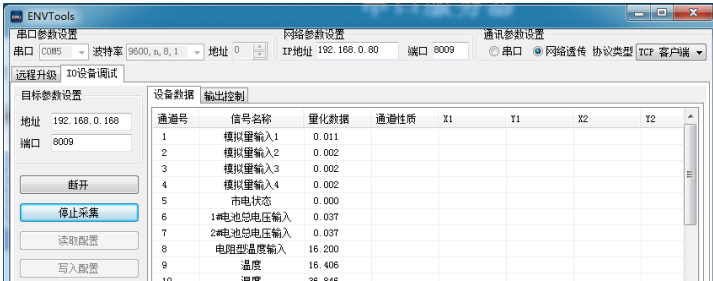 ENVTools
串口参数设置 网络参数设置 通讯参数设置
串口 COM5 波特率 9600,n,8,1 地址 0 IP地址 192.168.0.80 端口 8009 串口 网络透传 协议类型 TCP 客户端
远程升级 IO设备调试
目标参数设置 设备数据 输出控制
地址 192.168.0.168
端口 8009
断开
停止采集
读取配置
写入配置
通道号 信号名称 量化数据 通道性质 X1 Y1 X2 Y2
1 模拟量输入1 0.011
2 模拟量输入2 0.002
3 模拟量输入3 0.002
4 模拟量输入4 0.002
5 市电状态 0.000
6 1#电池总电压输入 0.037
7 2#电池总电压输入 0.037
8 电阻型温度输入 16.200
9 温度 16.406